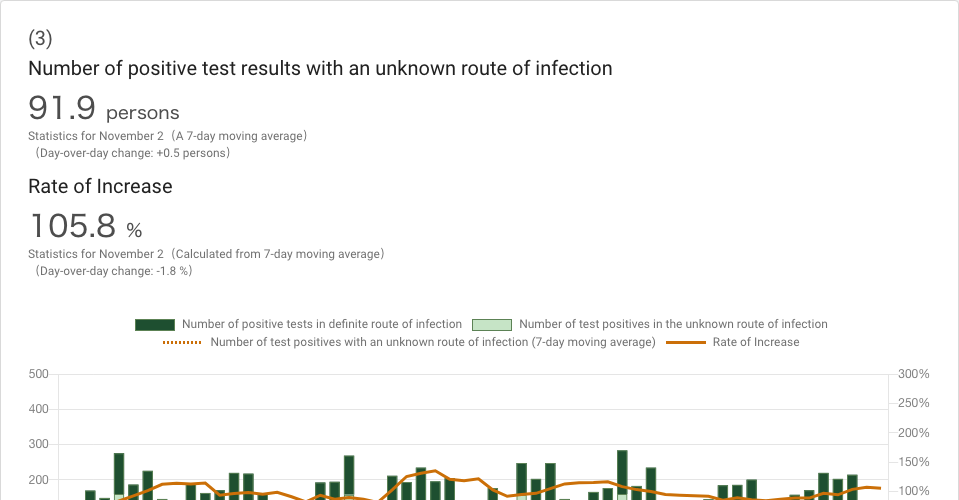 (3)
Number of positive test results with an unknown route of infection
91.9 persons
Statistics for November 2（A 7-day moving average）
（Day-over-day change: +0.5 persons）
Rate of Increase
105.8 %
Statistics for November 2（Calculated from 7-day moving average）
（Day-over-day change: -1.8 %）
Number of positive tests in definite route of infection
Number of test positives in the unknown route of infection
Number of test positives with an unknown route of infection (7-day moving average)
Rate of Increase
500
400
300
200
300%
250%
200%
150%
100%